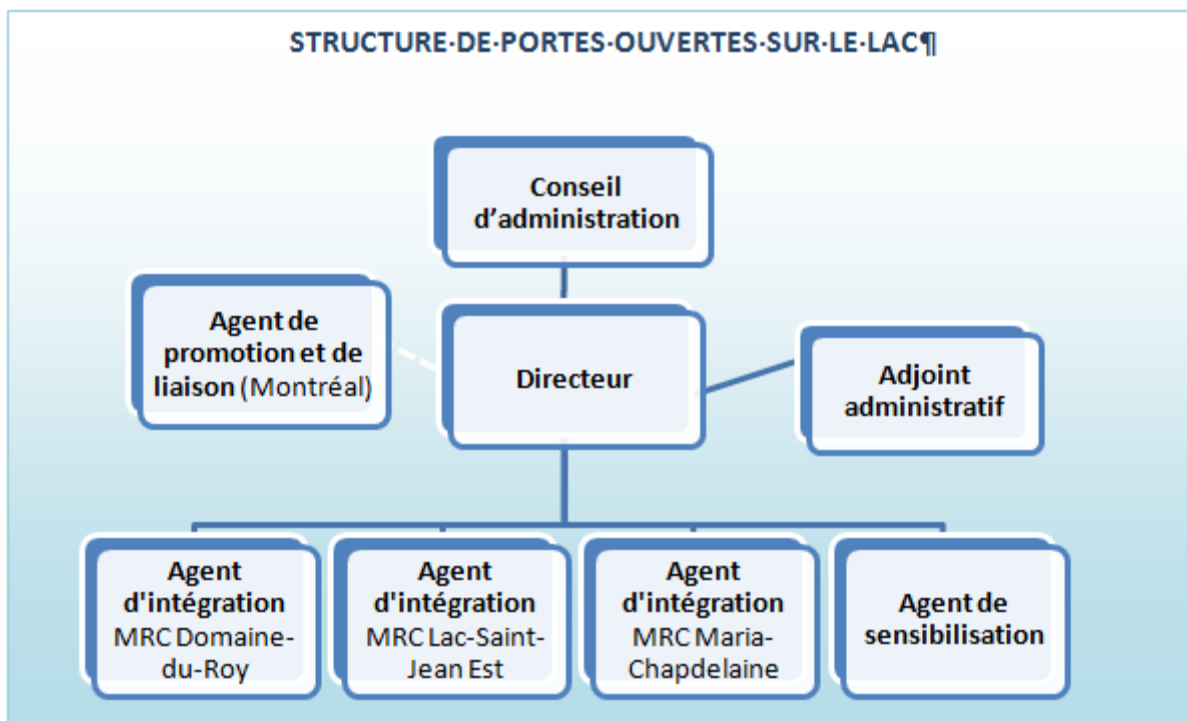 STRUCTURE·DE·PORTES·OUVERTES·SUR·LE·LAC¶
Conseil
d’administration
Agent de
promotion et de
liaison (Montréal)
Directeur
Adjoint
administratif
Agent
d'intégration
MRC Domaine-
du-Roy
Agent
d'intégration
MRC Lac-Saint-
Jean Est
Agent
d'intégration
MRC Maria-
Chapdelaine
Agent de
sensibilisation